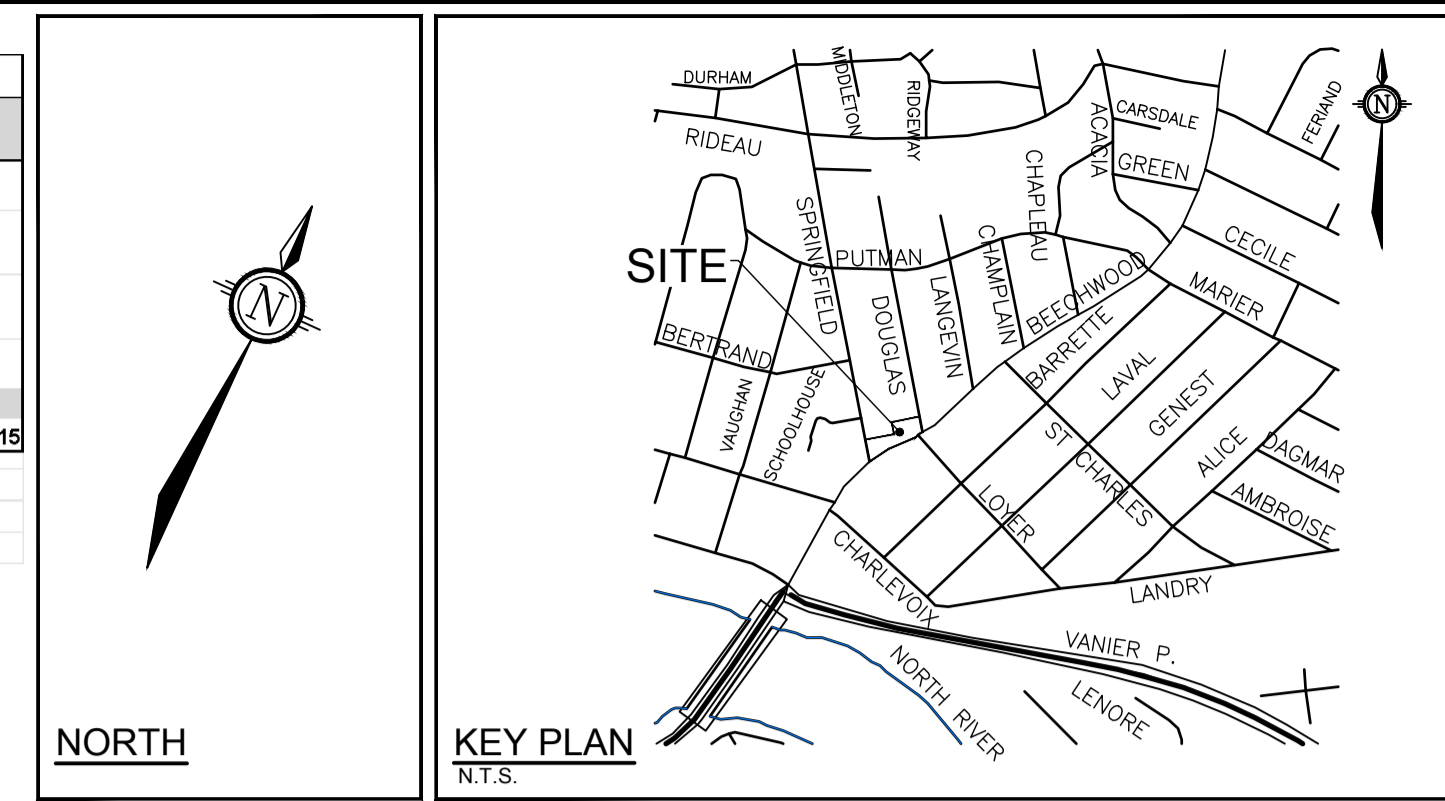 15
N
NORTH
KEY PLAN
N.T.S.
SITE
N
DURHAM
MIDDLETON
RIDGEWAY
RIDEAU
ACACIA
CARSDALE
GREEN
FERIAND
CHAPLEAU
SPRINGFIELD
PUTMAN
CHAMPLAIN
CECILE
MARIER
BEECHWOOD
LANGEVIN
DOUGLAS
BERTRAND
VAUGHAN
SCHOOLHOUSE
BARRETTE
LAVAL
GENEST
ALICE
ST CHARLES
DAGMAR
AMBROISE
LOYER
CHARLEVOIX
LANDRY
VANIER P.
LENORE
NORTH RIVER